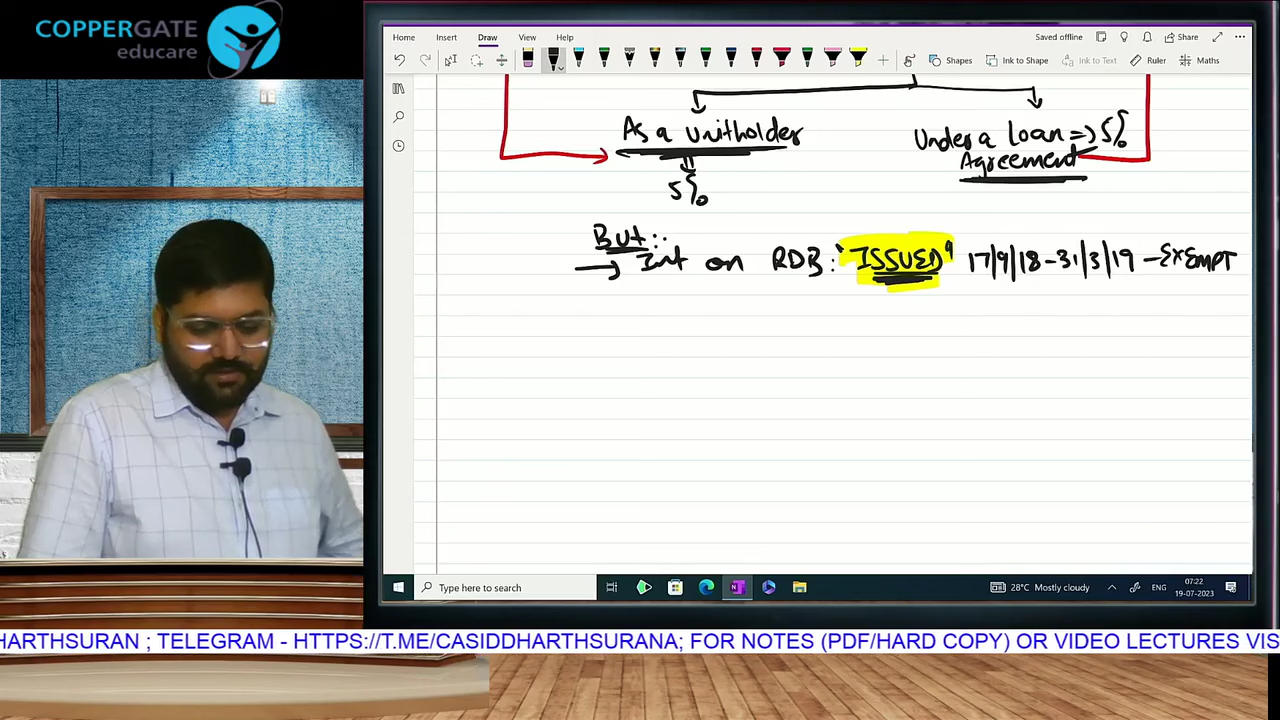 COPPERGATE
educare
Home Insert Draw View Help
Saved offline
Share
Shapes
Ink to Shape
Ink to Text
Ruler
Maths
As a unitholder
5%
Under a loan => 5%
Agreement
But::
→ Int on RDB: "ISSUED" 17/9/18-31/3/19 - EXEMPT
Type here to search
28°C Mostly cloudy
ENG
07:22
19-07-2023
HARTHSURAN ; TELEGRAM - HTTPS://T.ME/CASIDDHARTHSURANA; FOR NOTES (PDF/HARD COPY) OR VIDEO LECTURES VIS